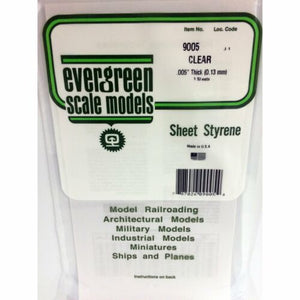 Item No. Loc. Code
9005
CLEAR
.005" Thick (0.13 mm)
evergreen
scale models
Sheet Styrene
Made in U.S.A.
Model Railroading
Architectural Models
Military Models
Industrial Models
Miniatures
Ships and Planes
Instructions on back